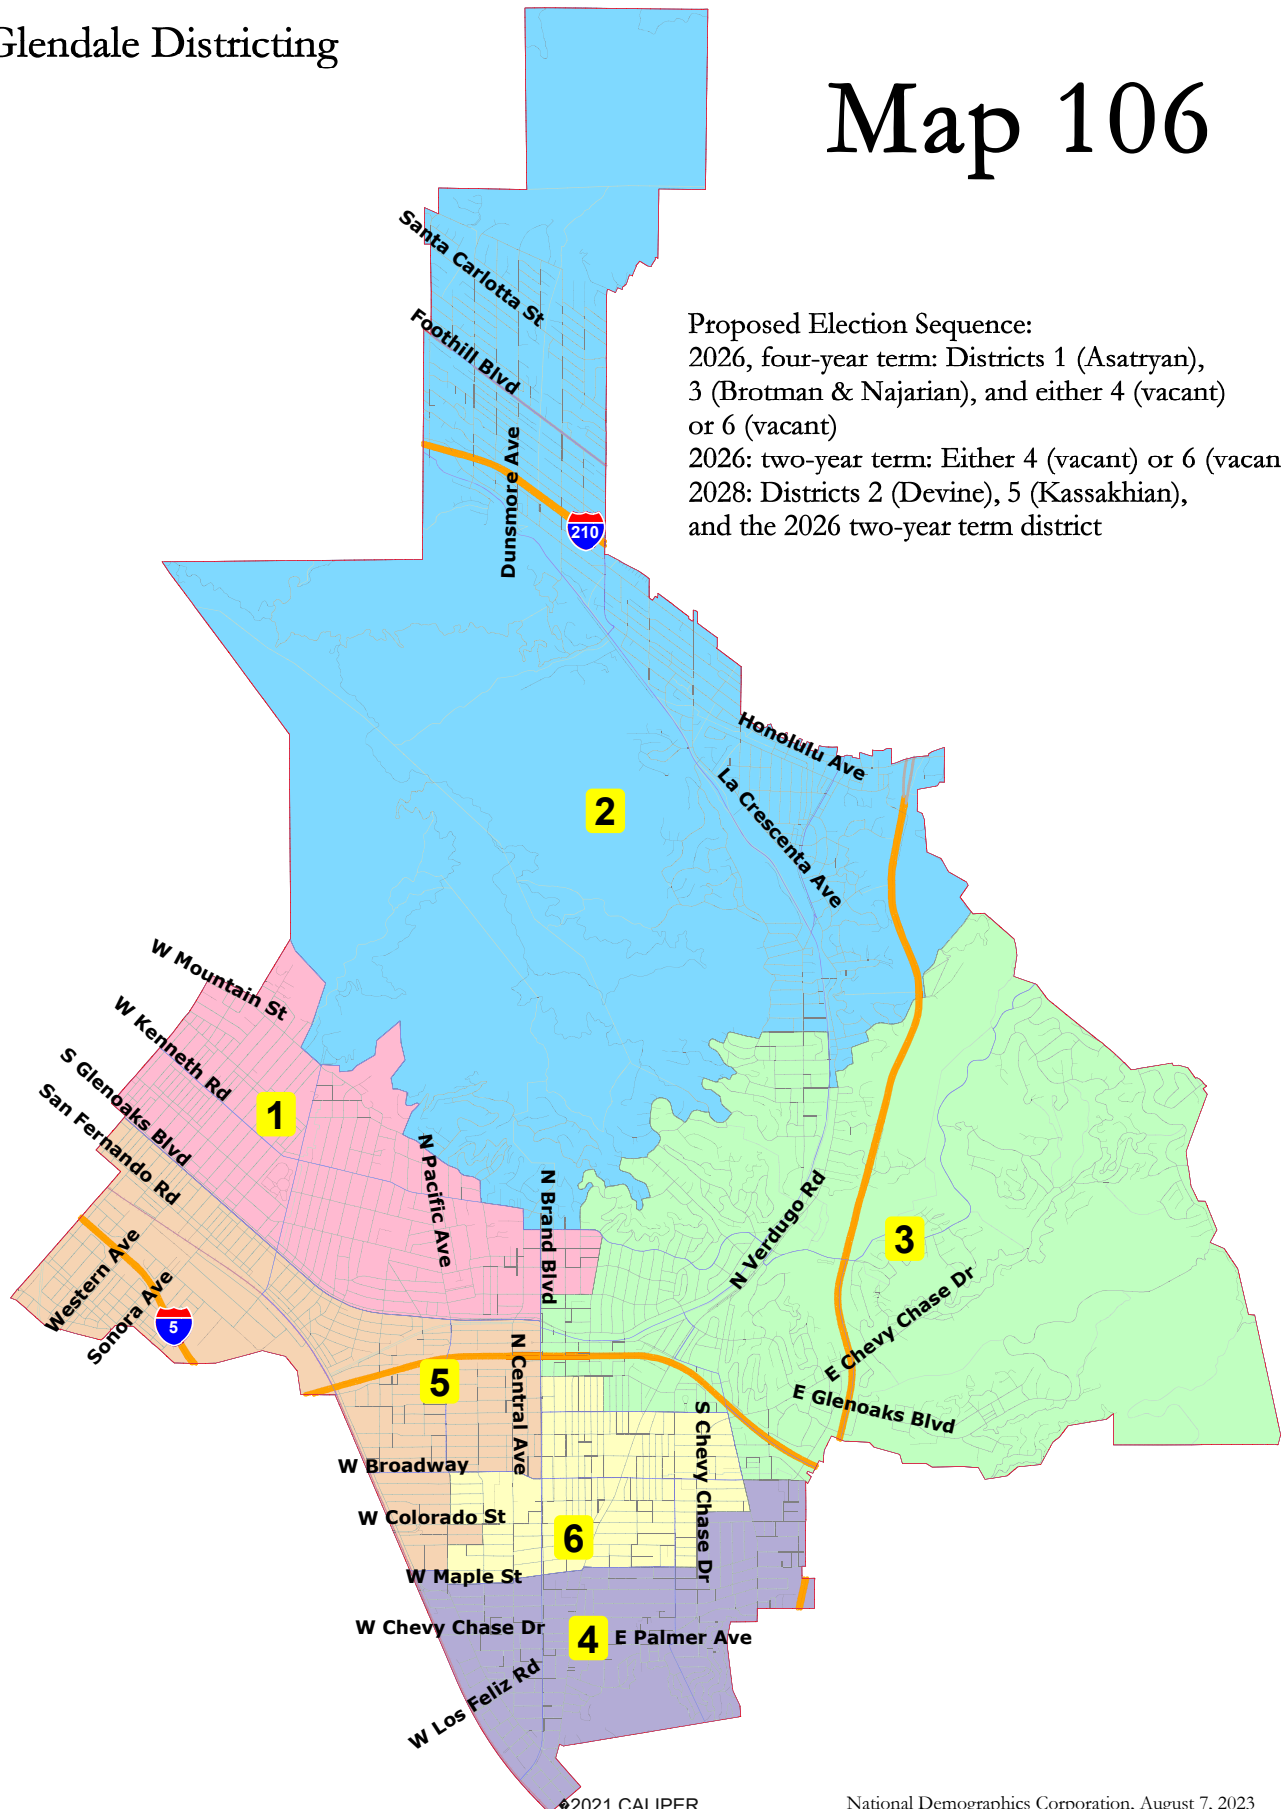 Glendale Districting
Map 106
Santa Carlotta St
Foothill Blvd
Proposed Election Sequence:
2026, four-year term: Districts 1 (Asatryan),
3 (Brotman & Najarian), and either 4 (vacant)
or 6 (vacant)
2026: two-year term: Either 4 (vacant) or 6 (vacan
2028: Districts 2 (Devine), 5 (Kassakhian),
and the 2026 two-year term district
Dunsmore Ave
210
Honolulu Ave
2
La Crescenta Ave
W Mountain St
W Kenneth Rd
S Glenoaks Blvd
San Fernando Rd
1
N Pacific Ave
N Brand Blvd
N Verdugo Rd
3
Western Ave
Sonora Ave
5
E Chevy Chase Dr
N Central Ave
5
E Glenoaks Blvd
S Chevy Chase Dr
W Broadway
W Colorado St
6
W Maple St
W Chevy Chase Dr
4
E Palmer Ave
W Los Feliz Rd
�2021 CALIPER
National Demographics Corporation, August 7, 2023